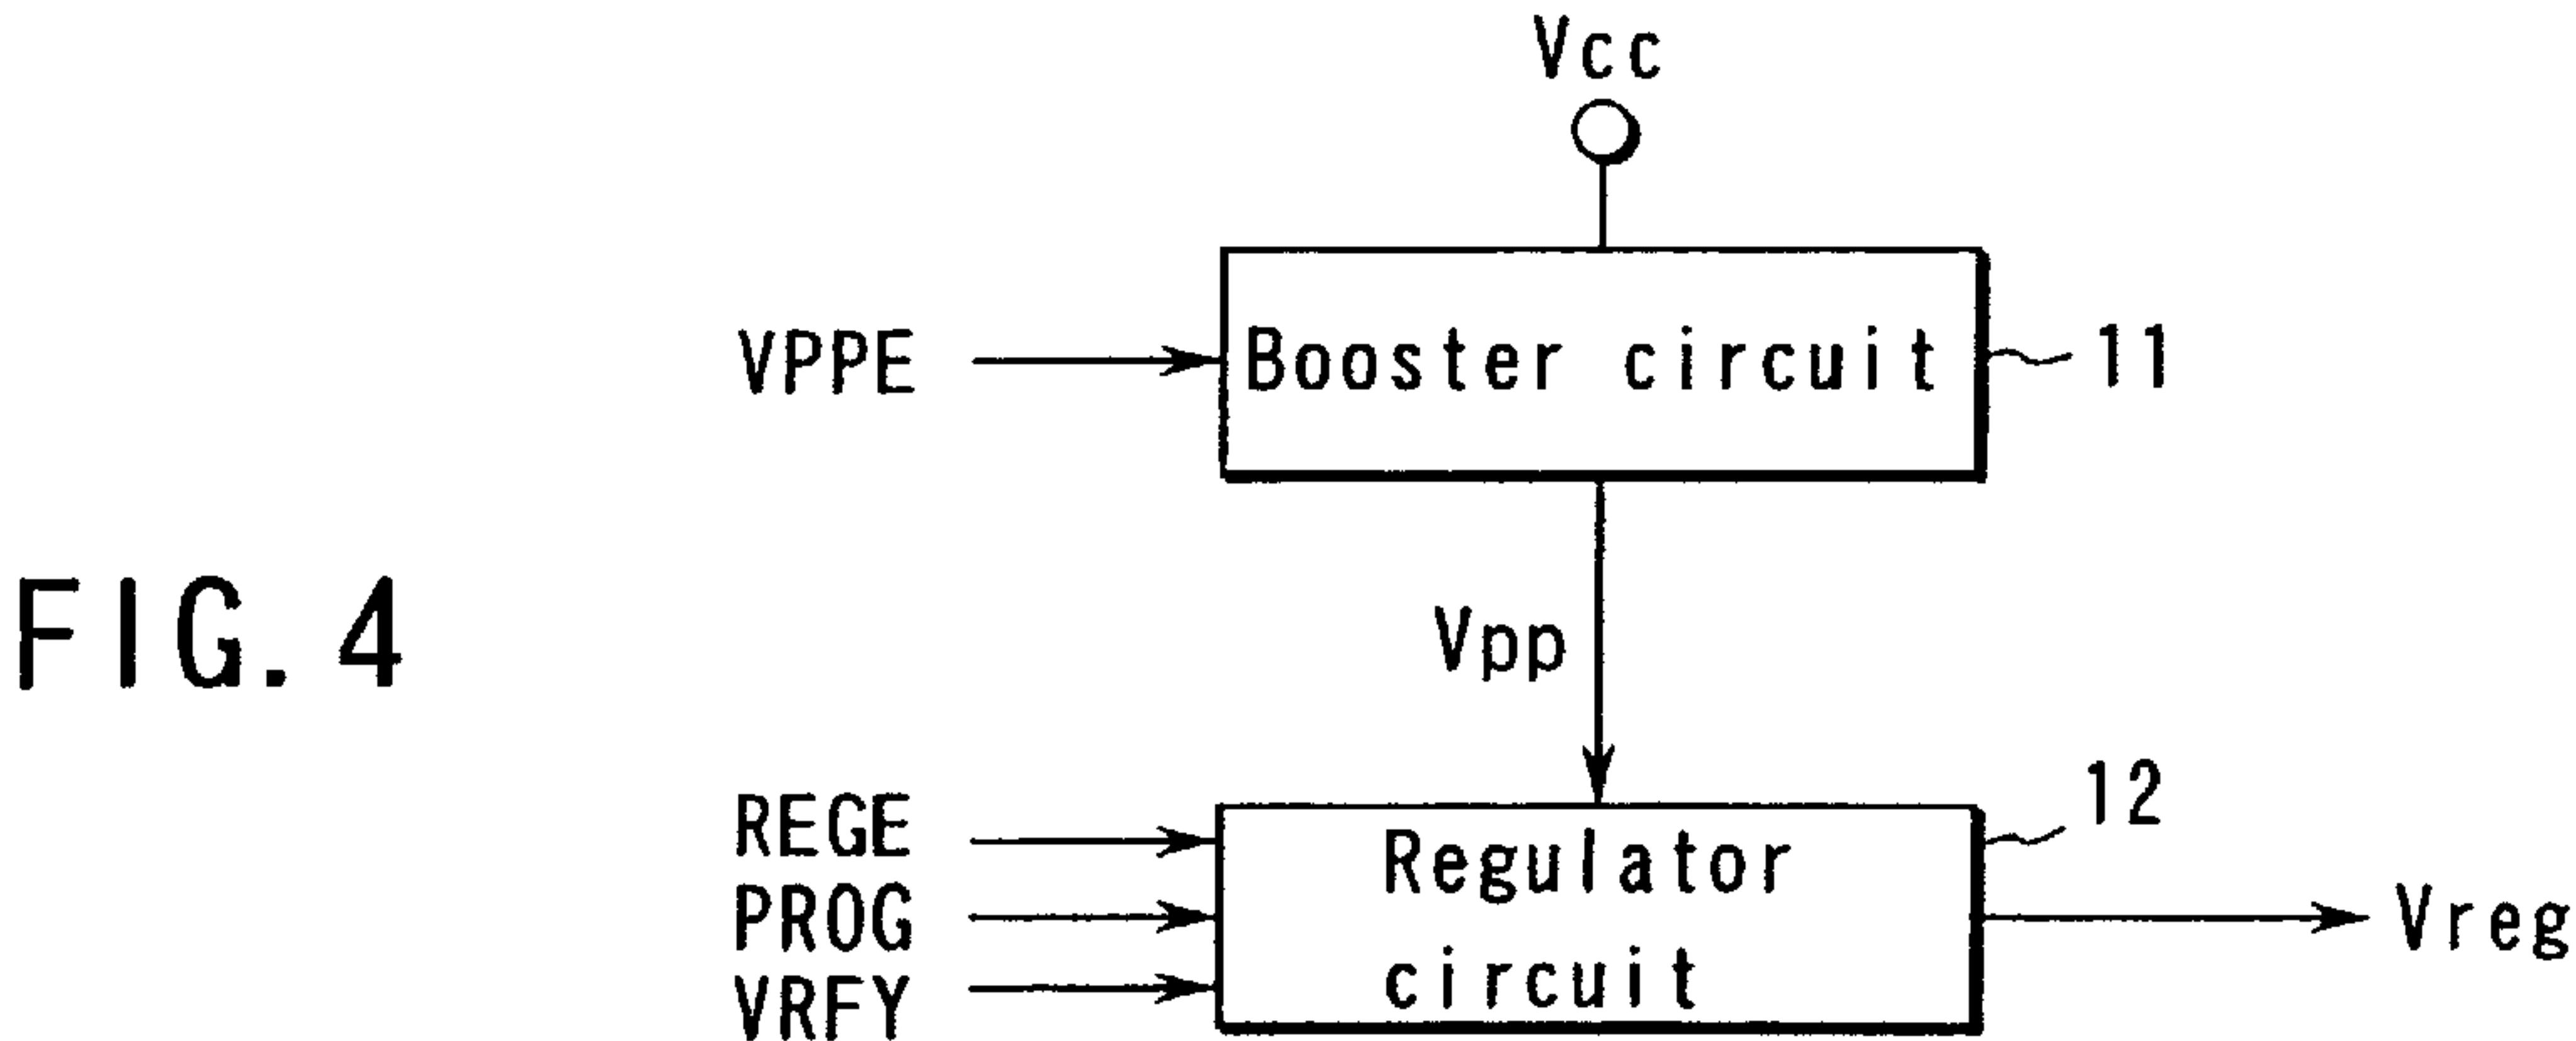 Vcc
VPPE
Booster circuit
11
Vpp
FIG. 4
REGE
PROG
VRFY
Regulator
circuit
12
Vreg